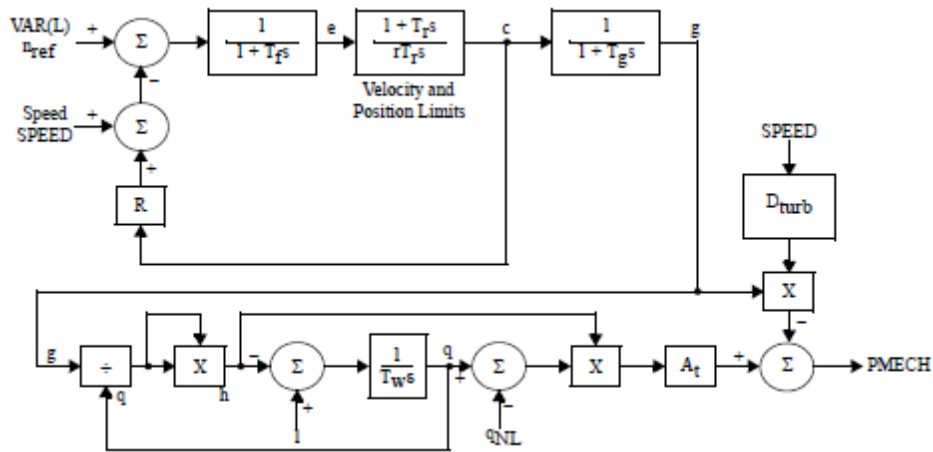 VAR(L)
nref
+
Σ
−
1
1 + Tfs
e
1 + Trs
rTrs
Velocity and
Position Limits
c
1
1 + Tgs
g
Speed
SPEED
+
Σ
+
R
SPEED
Dturb
X
−
g
÷
q
X
h
−
Σ
+
1
1
Tws
q
+
Σ
−
qNL
X
At
+
Σ
PMECH